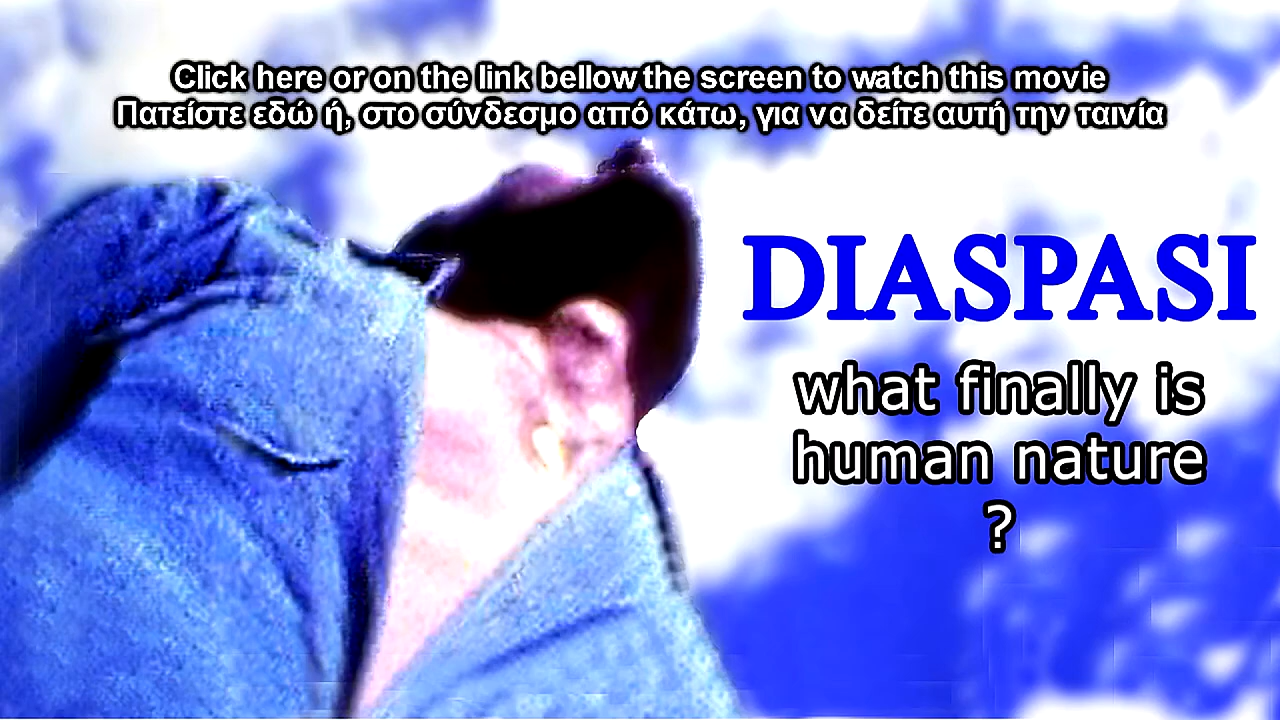 Click here or on the link bellow the screen to watch this movie
Πατείστε εδώ ή, στο σύνδεσμο από κάτω, για να δείτε αυτή την ταινία
DIASPASI
what finally is
human nature
?